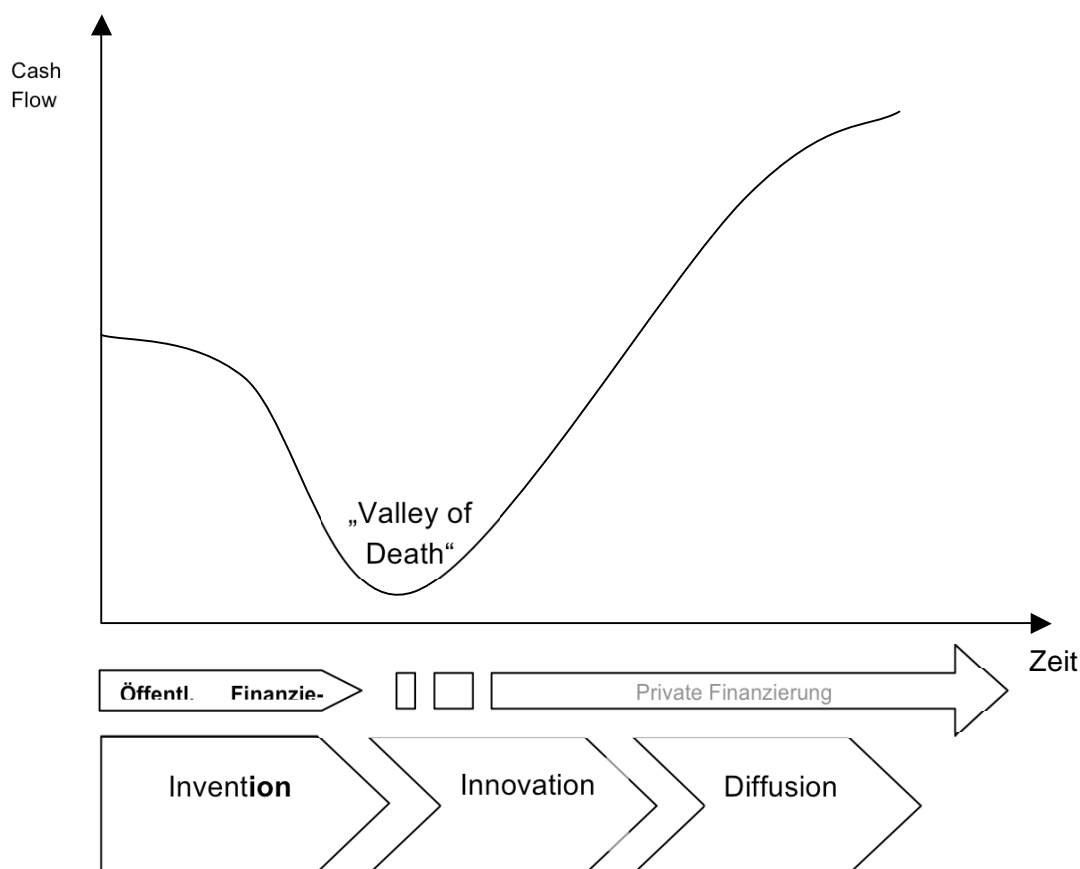 Cash
Flow
„Valley of
Death“
Zeit
Öffentl. Finanzie-
Private Finanzierung
Invention
Innovation
Diffusion